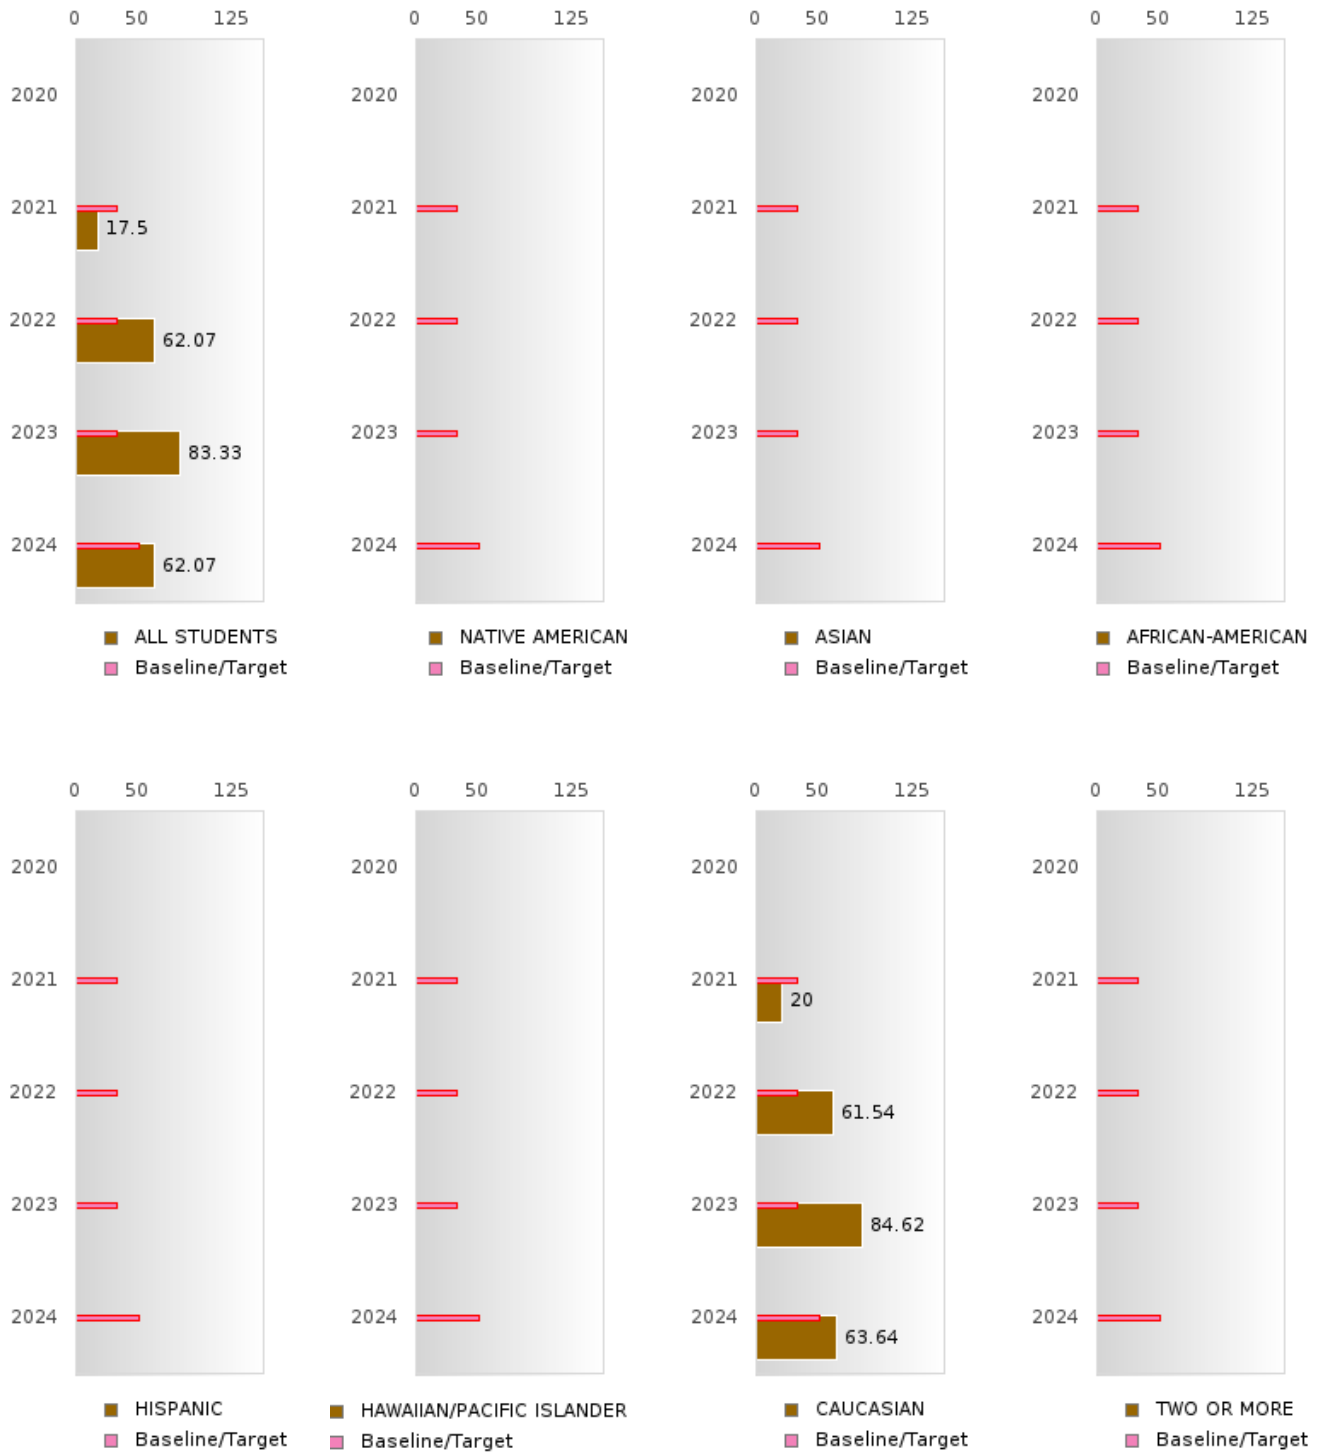 0 50 125 0 50 125 0 50 125 0 50 125
2020 2020 2020 2020
2021 2021 2021 2021
17.5
2022 2022 2022 2022
62.07
2023 2023 2023 2023
83.33
2024 2024 2024 2024
62.07
ALL STUDENTS NATIVE AMERICAN ASIAN AFRICAN-AMERICAN
Baseline/Target Baseline/Target Baseline/Target Baseline/Target
0 50 125 0 50 125 0 50 125 0 50 125
2020 2020 2020 2020
2021 2021 2021 2021
20
2022 2022 2022 2022
61.54
2023 2023 2023 2023
84.62
2024 2024 2024 2024
63.64
HISPANIC HAWAIIAN/PACIFIC ISLANDER CAUCASIAN TWO OR MORE
Baseline/Target Baseline/Target Baseline/Target Baseline/Target